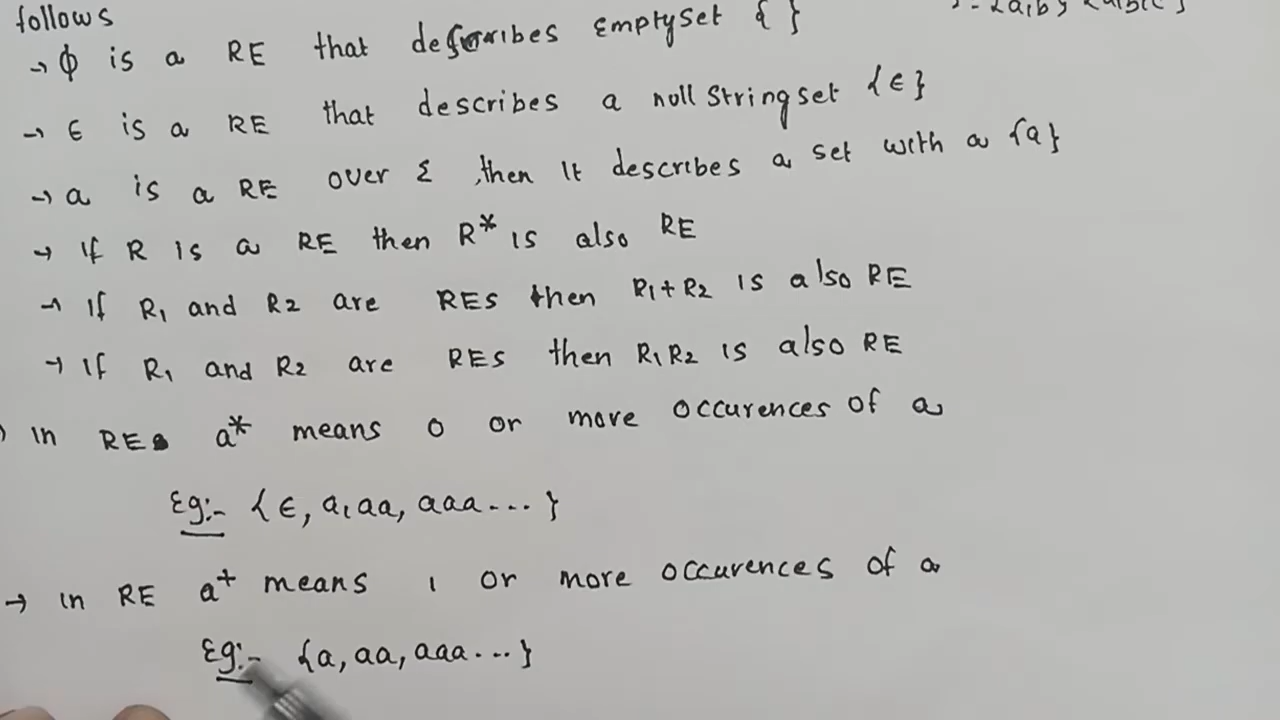 follows
→ ϕ is a RE that describes emptyset { }
→ ϵ is a RE that describes a null string set {ϵ}
→ a is a RE over Σ, then it describes a set with a {a}
→ If R is a RE then R* is also RE
→ If R1 and R2 are REs then R1+R2 is also RE
→ If R1 and R2 are REs then R1R2 is also RE
In REs a* means 0 or more occurences of a
Eg:- {ϵ, a, aa, aaa...}
→ In RE a+ means 1 or more occurences of a
Eg:- {a, aa, aaa...}